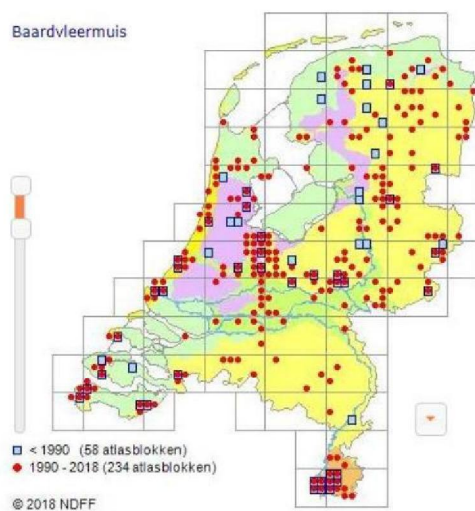 Baardvleermuis
< 1990 (58 atlasblokken)
1990 - 2018 (234 atlasblokken)
© 2018 NDFF